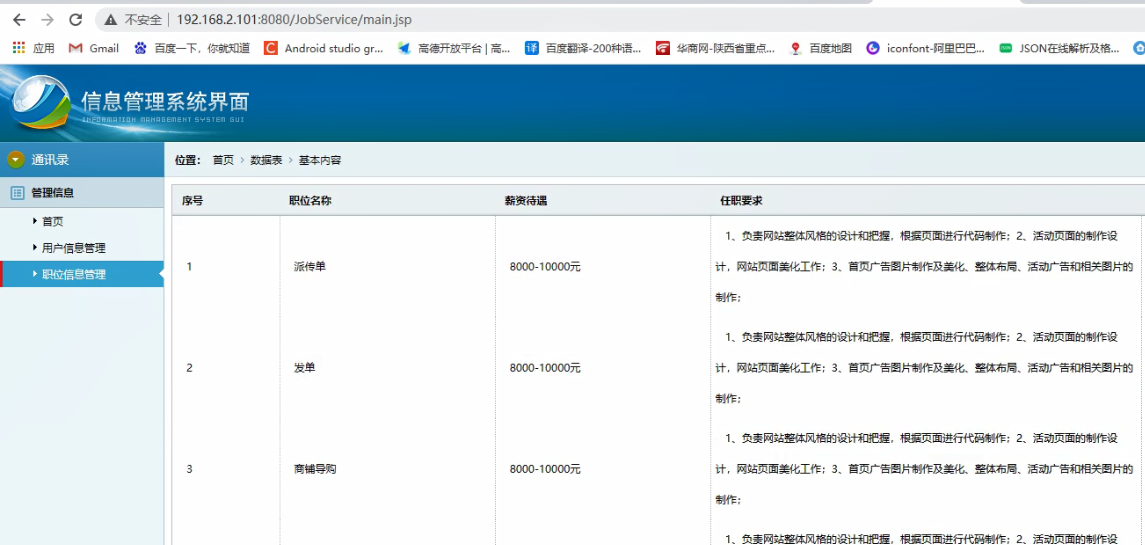 不安全 | 192.168.2.101:8080/JobService/main.jsp
应用 Gmail 百度一下，你就知道 Android studio gr... 高德开放平台 | 高... 百度翻译-200种语... 华商网-陕西省重点... 百度地图 iconfont-阿里巴巴... JSON在线解析及格...
信息管理系统界面
INFORMATION MANAGEMENT SYSTEM GUI
通讯录
位置： 首页 › 数据表 › 基本内容
管理信息
首页
用户信息管理
职位信息管理
序号 职位名称 薪资待遇 任职要求
1、负责网站整体风格的设计和把握，根据页面进行代码制作；2、活动页面的制作设
1 派传单 8000-10000元 计，网站页面美化工作；3、首页广告图片制作及美化、整体布局、活动广告和相关图片的
制作；
1、负责网站整体风格的设计和把握，根据页面进行代码制作；2、活动页面的制作设
2 发单 8000-10000元 计，网站页面美化工作；3、首页广告图片制作及美化、整体布局、活动广告和相关图片的
制作；
1、负责网站整体风格的设计和把握，根据页面进行代码制作；2、活动页面的制作设
3 商铺导购 8000-10000元 计，网站页面美化工作；3、首页广告图片制作及美化、整体布局、活动广告和相关图片的
制作；
1、负责网站整体风格的设计和把握，根据页面进行代码制作；2、活动页面的制作设